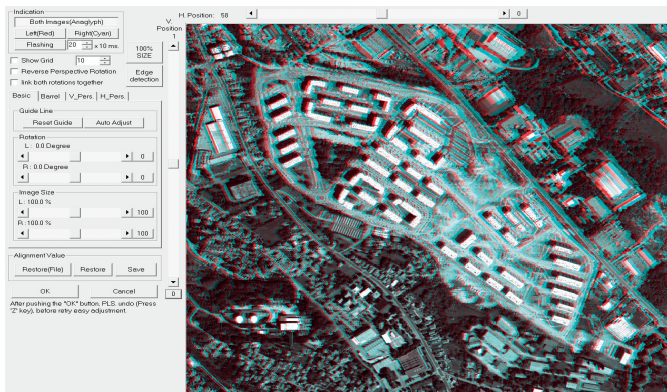 Indication
Both Images(Anaglyph)
Left(Red) Right(Cyan)
Flashing 20 × 10 ms.
Show Grid 10
Reverse Perspective Rotation
link both rotations together
100% SIZE
Edge detection
V. Position
1
H. Position: 58
0
Basic Barrel V_Pers. H_Pers.
Guide Line
Reset Guide Auto Adjust
Rotation
L : 0.0 Degree
0
R : 0.0 Degree
0
Image Size
L : 100.0 %
100
R : 100.0 %
100
Alignment Value
Restore(File) Restore Save
OK Cancel
0
After pushing the "OK" button, PLS. undo (Press
'Z' key), before retry easy adjustment.